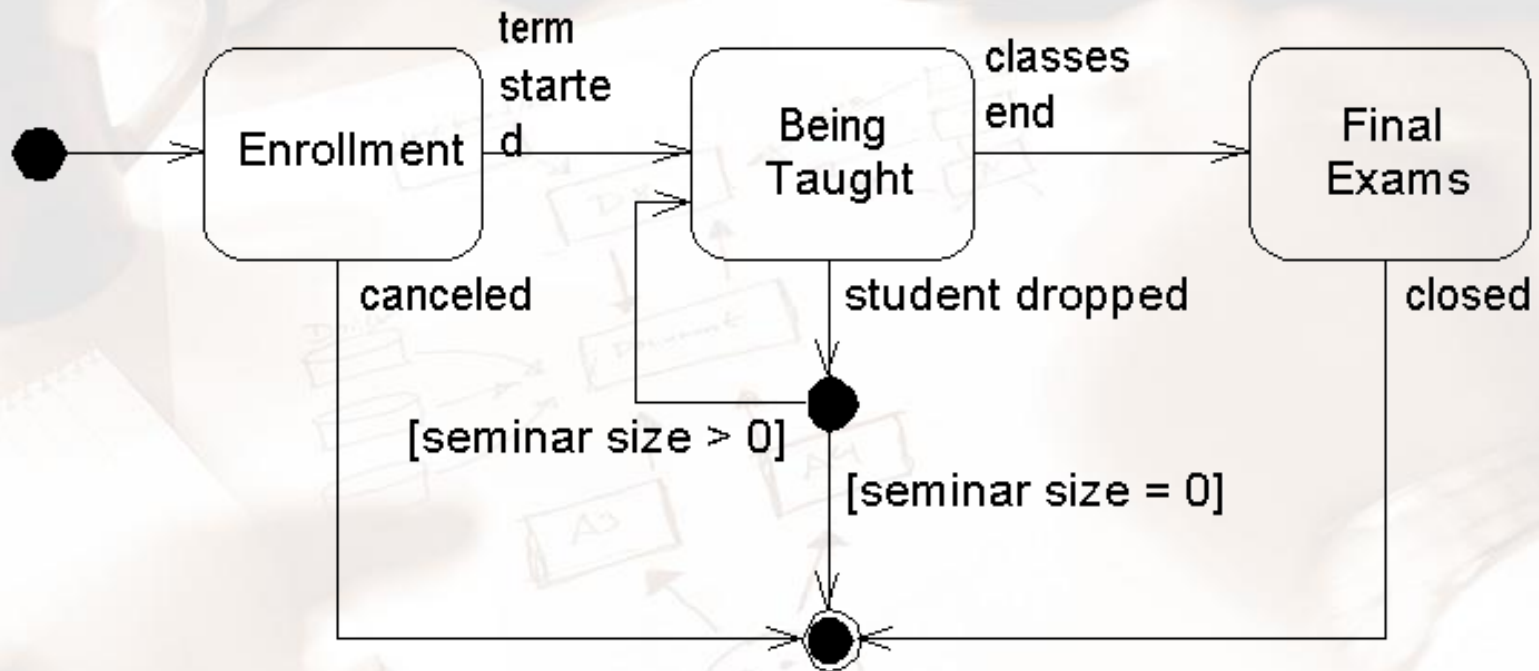 term
starte
d
Enrollment
Being
Taught
classes
end
Final
Exams
canceled
student dropped
closed
[seminar size > 0]
[seminar size = 0]